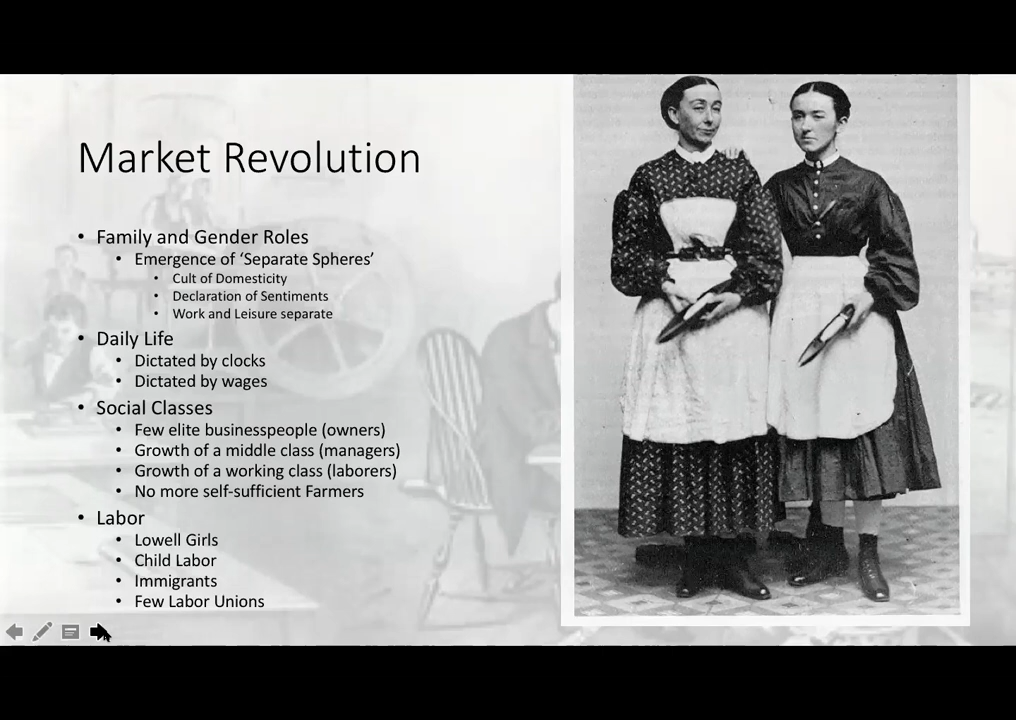 Market Revolution
• Family and Gender Roles
• Emergence of ‘Separate Spheres’
• Cult of Domesticity
• Declaration of Sentiments
• Work and Leisure separate
• Daily Life
• Dictated by clocks
• Dictated by wages
• Social Classes
• Few elite businesspeople (owners)
• Growth of a middle class (managers)
• Growth of a working class (laborers)
• No more self-sufficient Farmers
• Labor
• Lowell Girls
• Child Labor
• Immigrants
• Few Labor Unions